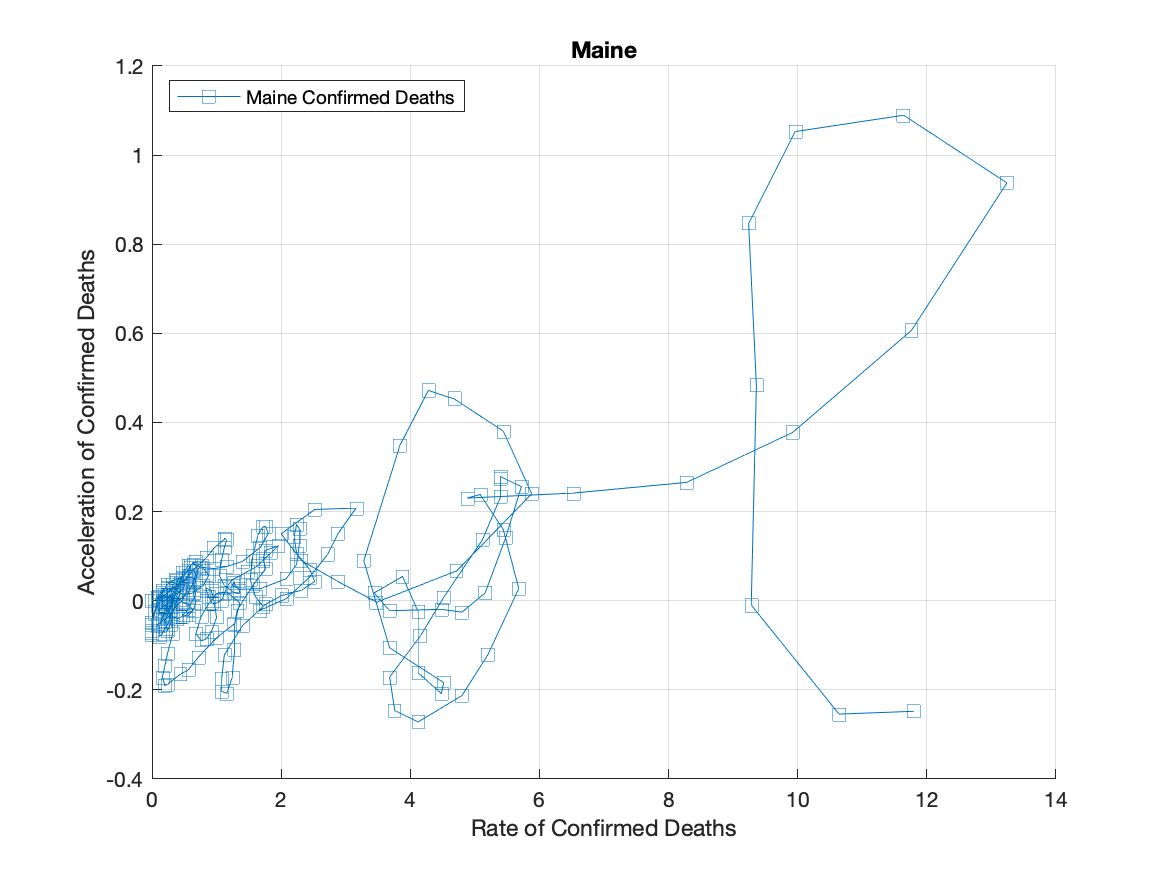 Maine
Maine Confirmed Deaths
Acceleration of Confirmed Deaths
1.2
1
0.8
0.6
0.4
0.2
0
-0.2
-0.4
0 2 4 6 8 10 12 14
Rate of Confirmed Deaths